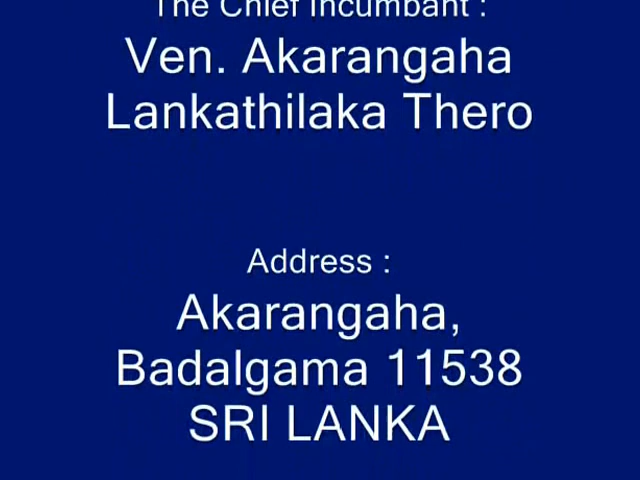 The Chief Incumbant :
Ven. Akarangaha
Lankathilaka Thero
Address :
Akarangaha,
Badalgama 11538
SRI LANKA